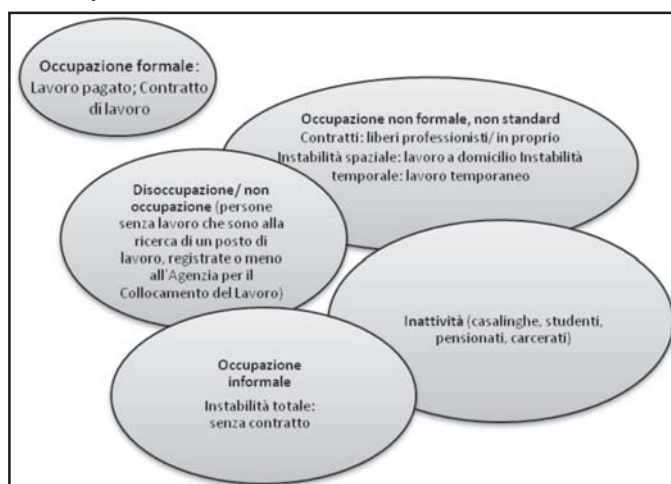 Occupazione formale:
Lavoro pagato; Contratto
di lavoro
Occupazione non formale, non standard
Contratti: liberi professionisti/ in proprio
Instabilità spaziale: lavoro a domicilio Instabilità
temporale: lavoro temporaneo
Disoccupazione/ non
occupazione (persone
senza lavoro che sono alla
ricerca di un posto di
lavoro, registrate o meno
all'Agenzia per il
Collocamento del Lavoro)
Inattività (casalinghe, studenti,
pensionati, carcerati)
Occupazione
informale
Instabilità totale:
senza contratto